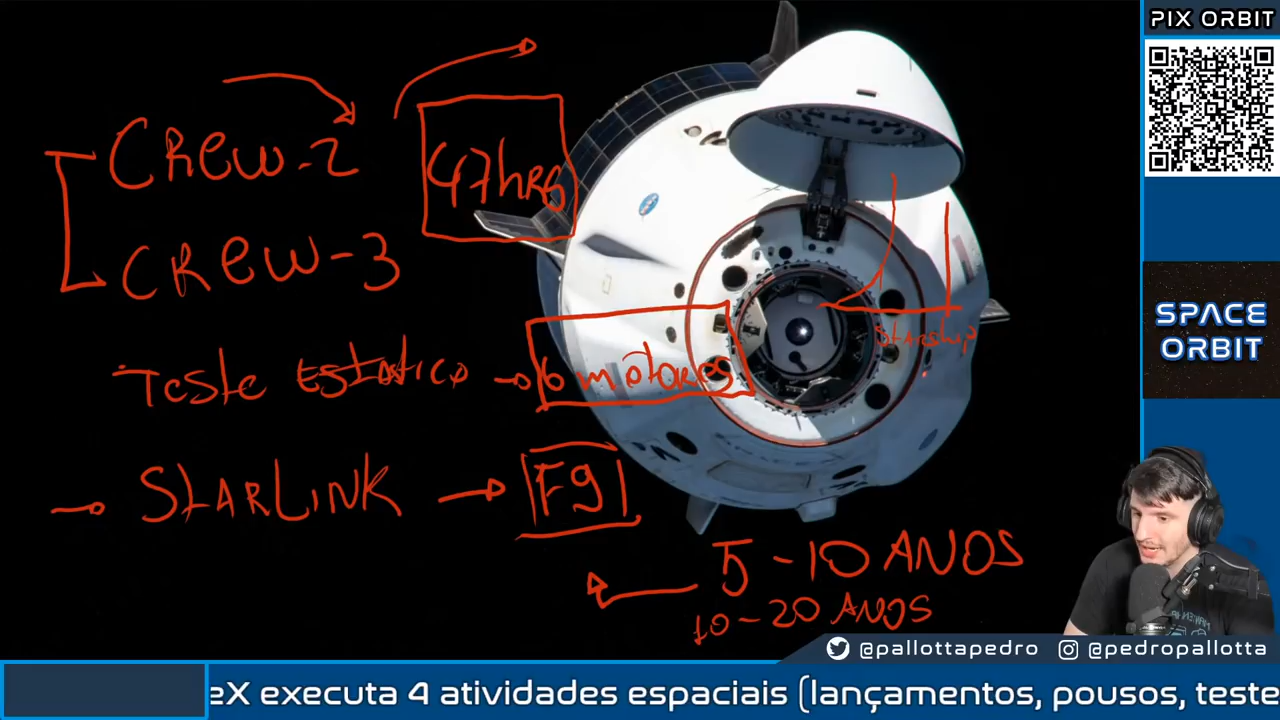 PIX ORBIT
CREW-2
47hRS
CREW-3
Teste Estático → 6 motores
Starship
STARLINK → F9
5-10 ANOS
10-20 ANOS
SPACE
ORBIT
@pallottapedro @pedropallotta
eX executa 4 atividades espaciais (lançamentos, pousos, teste